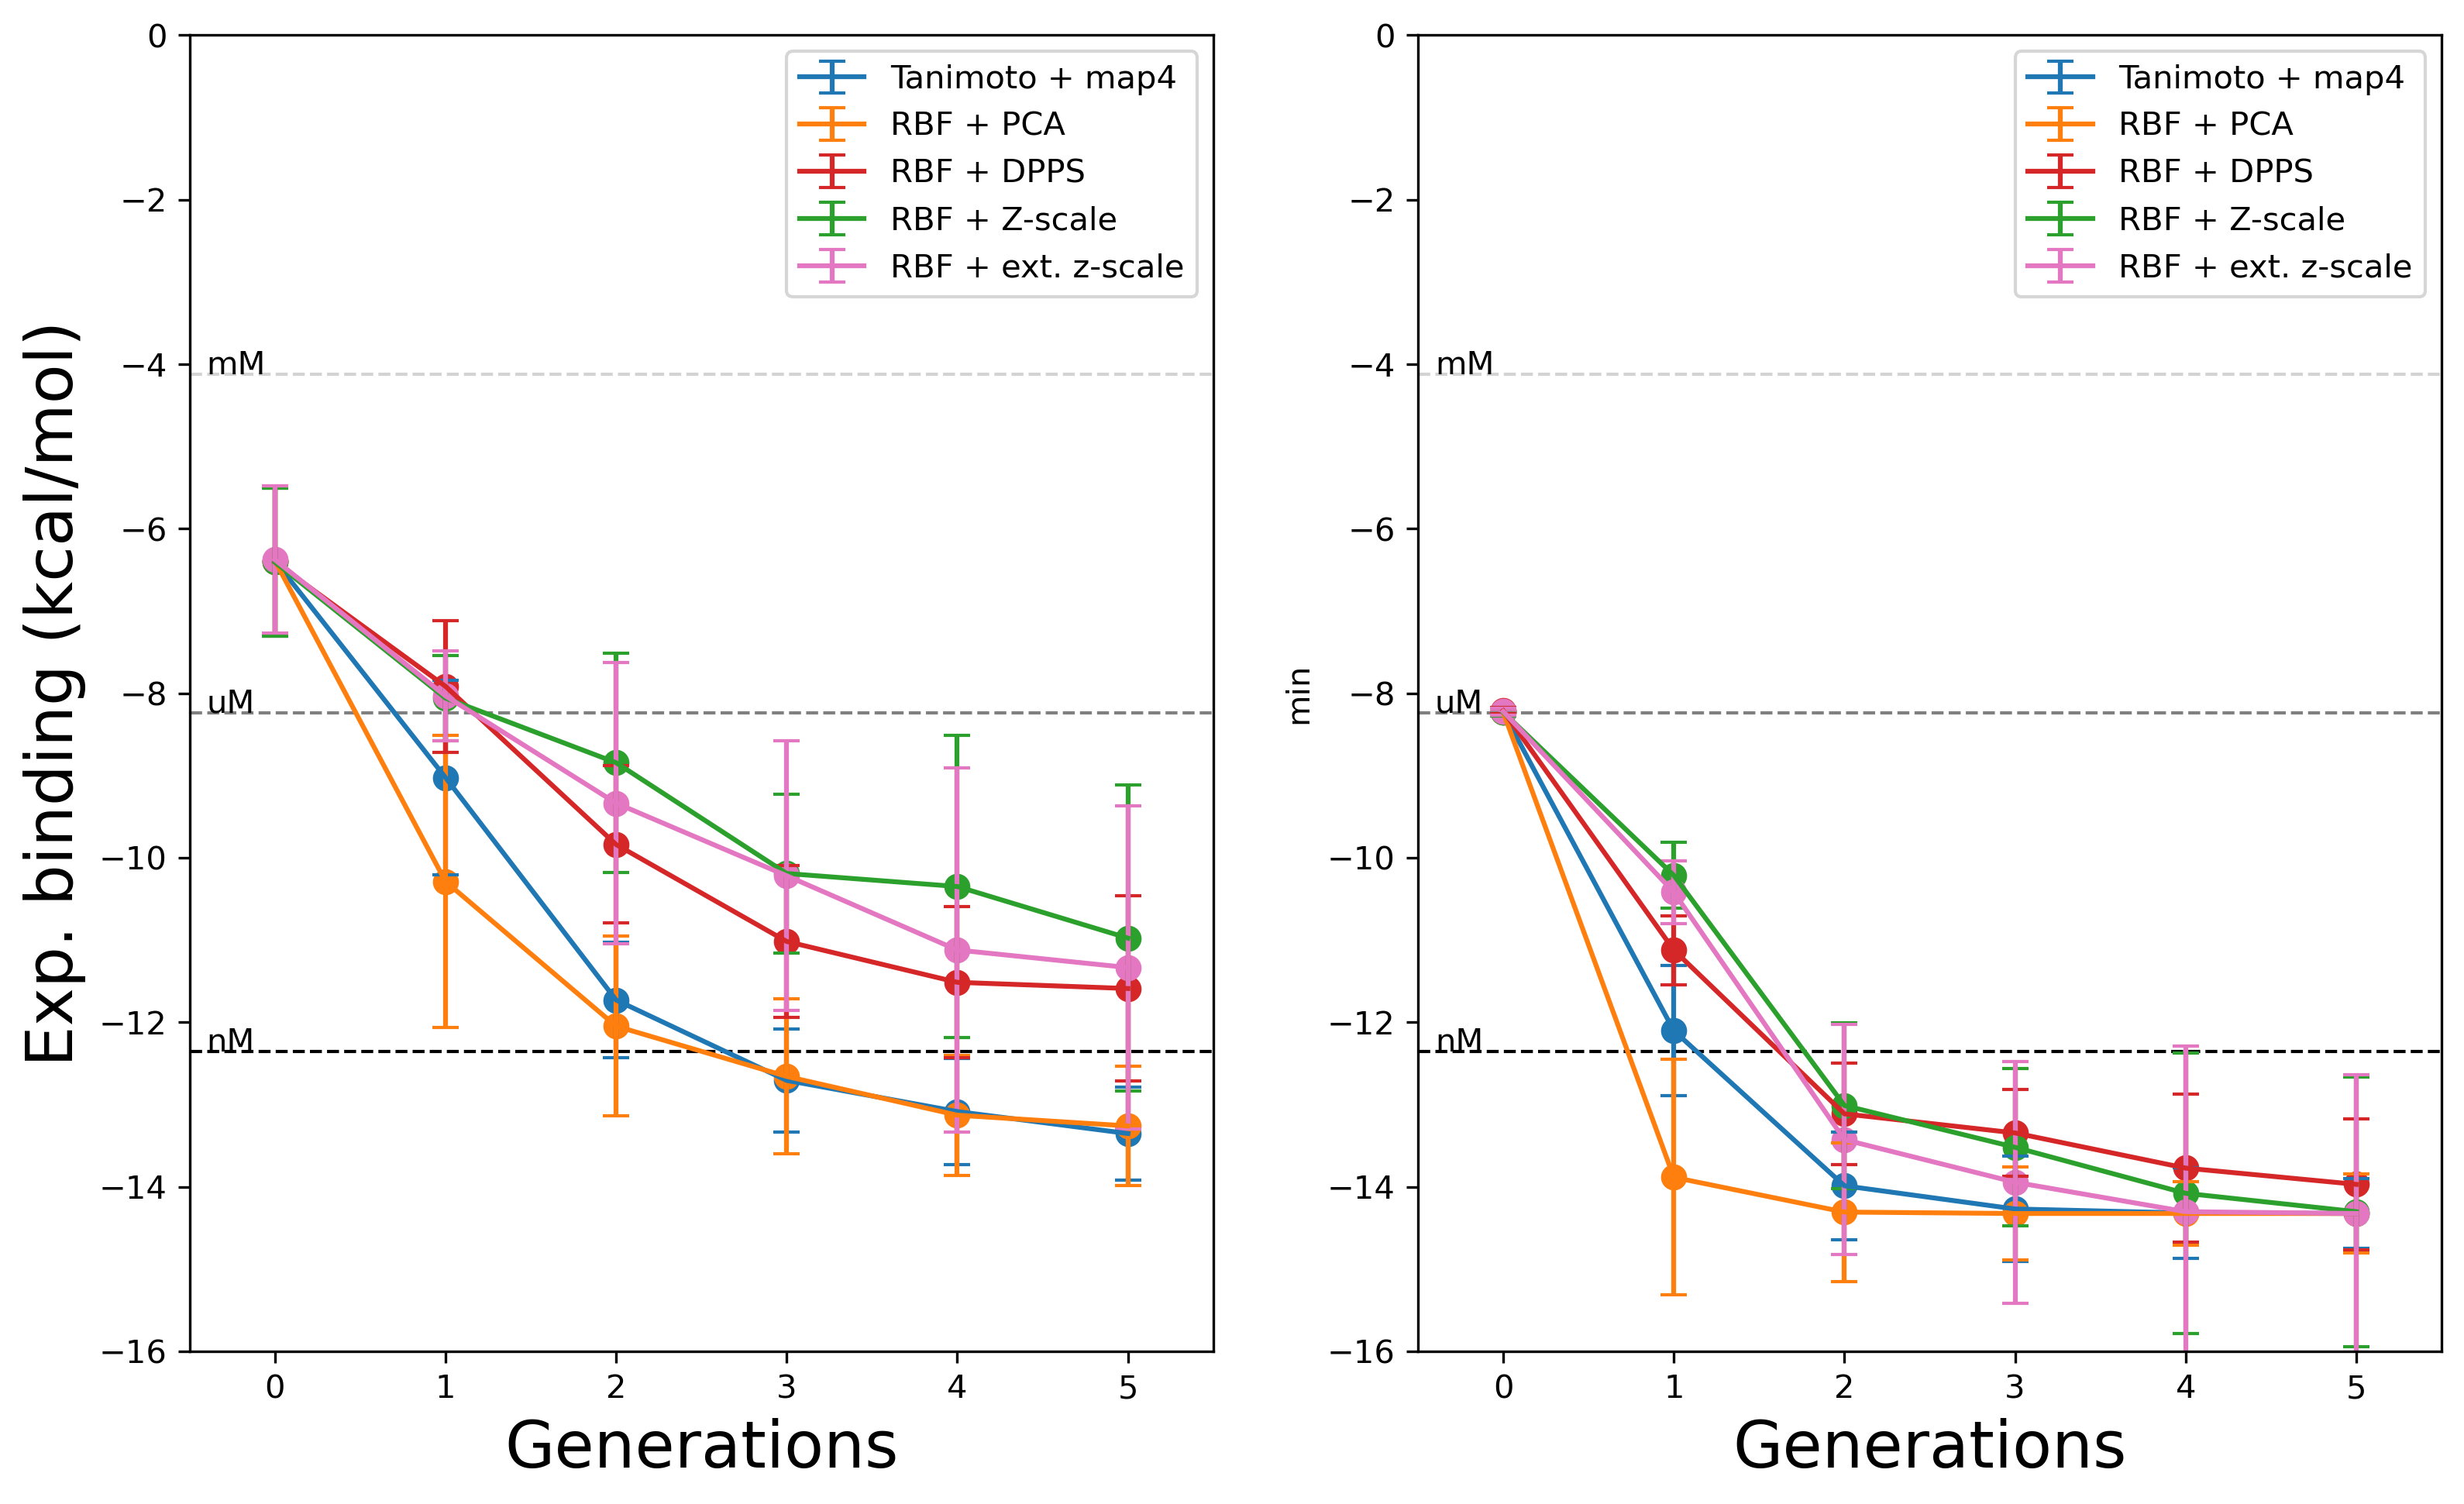 Exp. binding (kcal/mol)
0
−2
−4
−6
−8
−10
−12
−14
−16
Tanimoto + map4
RBF + PCA
RBF + DPPS
RBF + Z-scale
RBF + ext. z-scale
mM
uM
nM
0 1 2 3 4 5
Generations
min
0
−2
−4
−6
−8
−10
−12
−14
−16
Tanimoto + map4
RBF + PCA
RBF + DPPS
RBF + Z-scale
RBF + ext. z-scale
mM
uM
nM
0 1 2 3 4 5
Generations